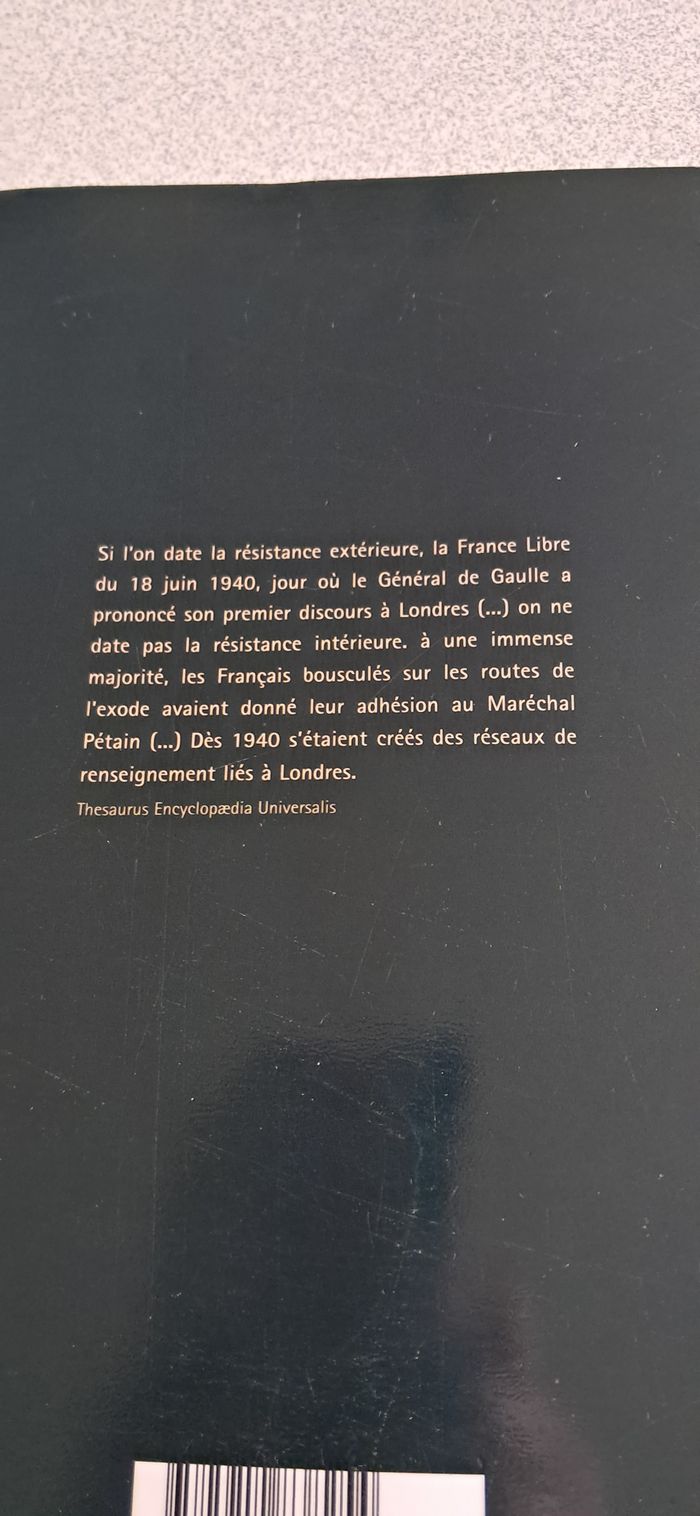 Si l'on date la résistance extérieure, la France Libre
du 18 juin 1940, jour où le Général de Gaulle a
prononcé son premier discours à Londres (...) on ne
date pas la résistance intérieure. à une immense
majorité, les Français bousculés sur les routes de
l'exode avaient donné leur adhésion au Maréchal
Pétain (...) Dès 1940 s'étaient créés des réseaux de
renseignement liés à Londres.
Thesaurus Encyclopædia Universalis